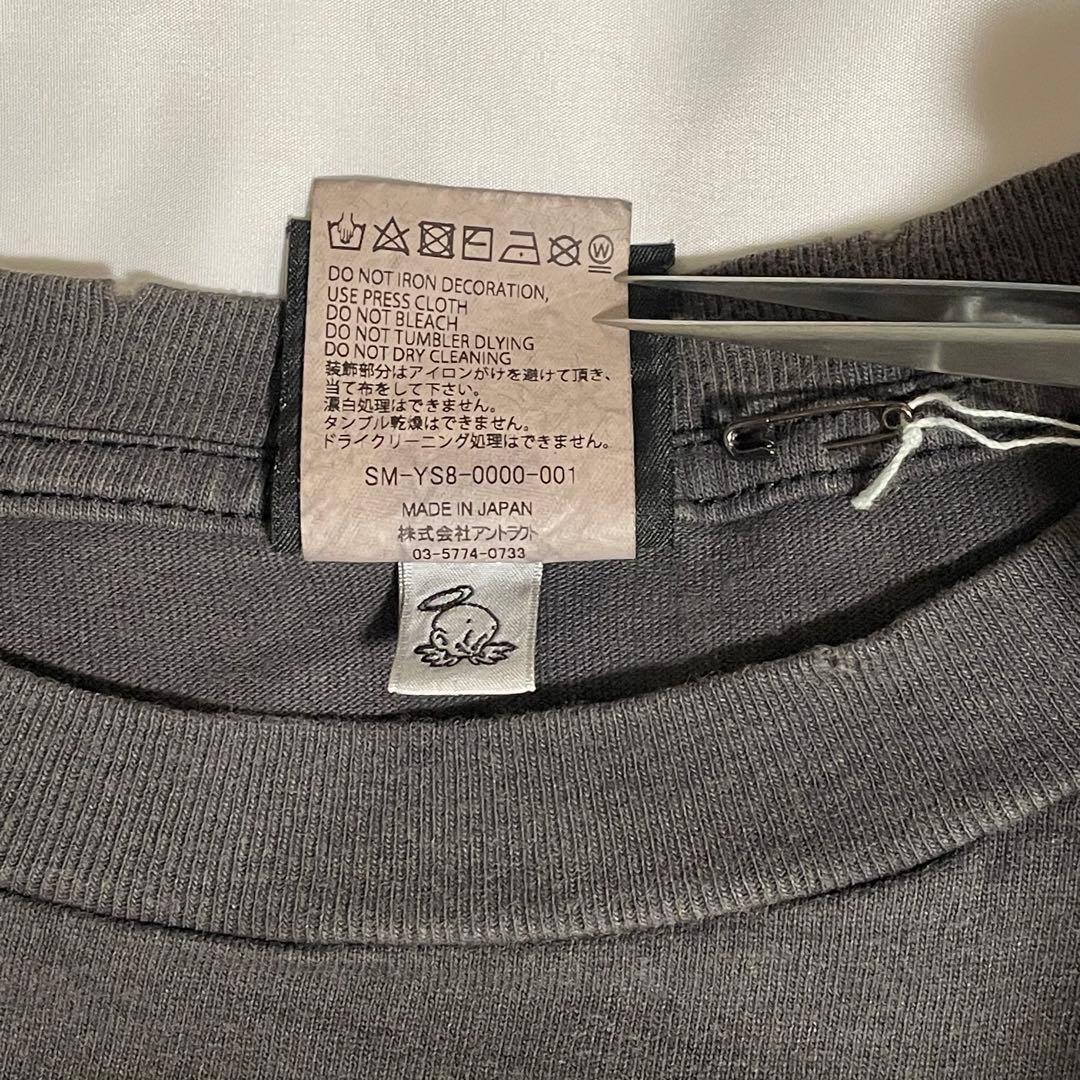 W
DO NOT IRON DECORATION,
USE PRESS CLOTH
DO NOT BLEACH
DO NOT TUMBLER DLYING
DO NOT DRY CLEANING
装飾部分はアイロンがけを避けて頂き、
当て布をして下さい。
漂白処理はできません。
タンブル乾燥はできません。
ドライクリーニング処理はできません。
SM-YS8-0000-001
MADE IN JAPAN
株式会社アントラクト
03-5774-0733